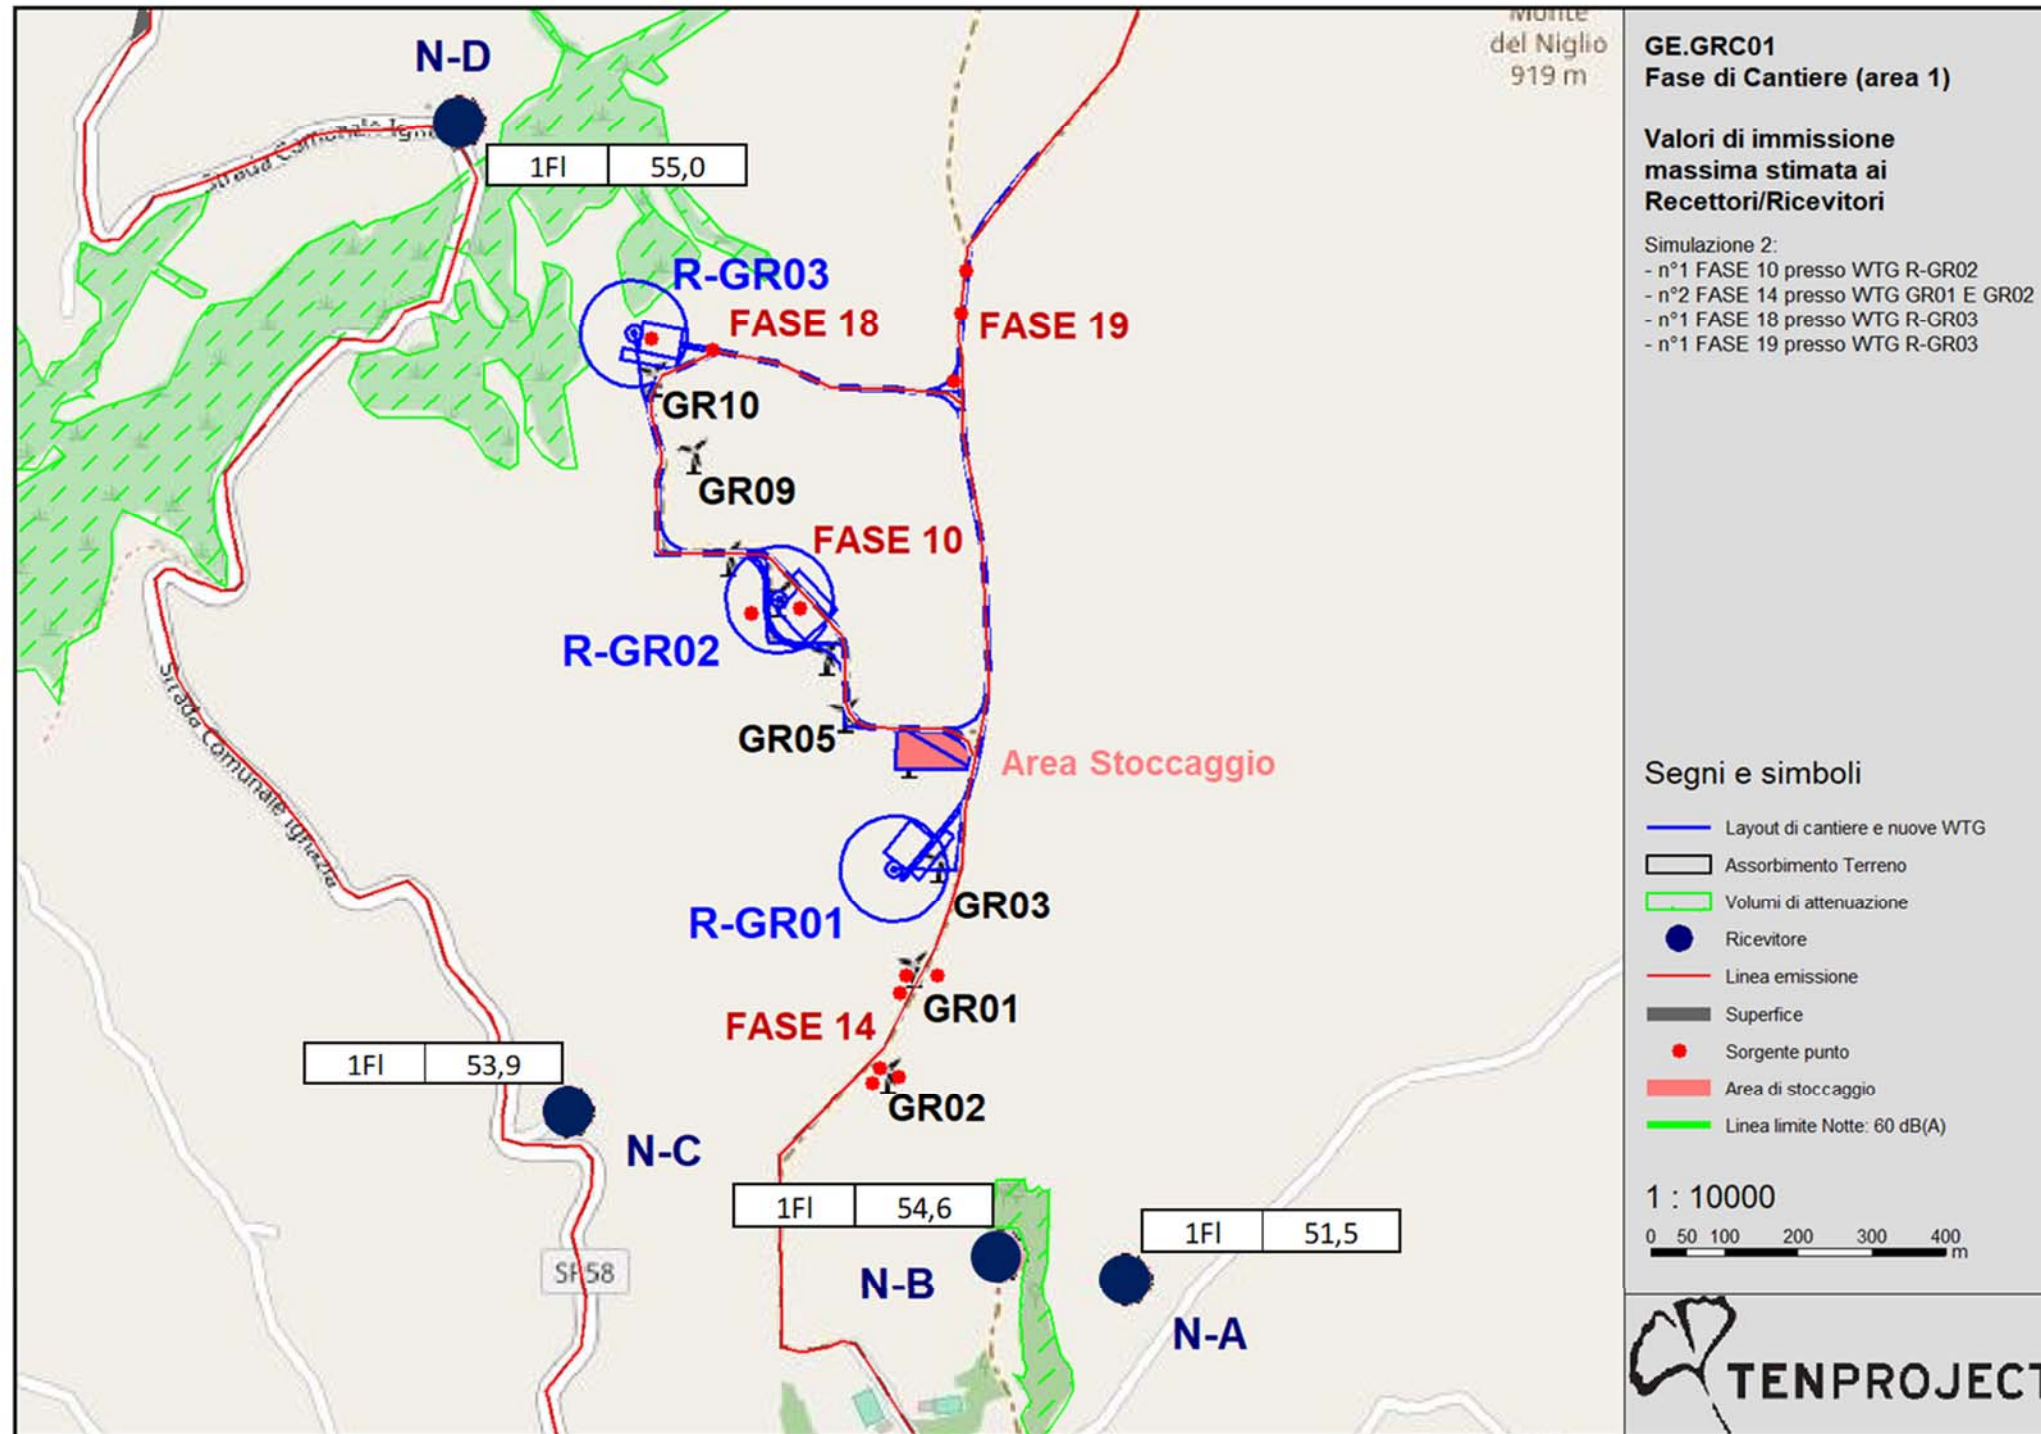 Monte
del Niglio
919 m
N-D
1Fl 55,0
R-GR03
FASE 18
FASE 19
GR10
GR09
FASE 10
R-GR02
GR05
Area Stoccaggio
Strada Comunale Ignazia
GR03
R-GR01
GR01
FASE 14
1Fl 53,9
GR02
N-C
1Fl 54,6
1Fl 51,5
SP58
N-B
N-A
GE.GRC01
Fase di Cantiere (area 1)
Valori di immissione
massima stimata ai
Recettori/Ricevitori
Simulazione 2:
- n°1 FASE 10 presso WTG R-GR02
- n°2 FASE 14 presso WTG GR01 E GR02
- n°1 FASE 18 presso WTG R-GR03
- n°1 FASE 19 presso WTG R-GR03
Segni e simboli
Layout di cantiere e nuove WTG
Assorbimento Terreno
Volumi di attenuazione
Ricevitore
Linea emissione
Superfice
Sorgente punto
Area di stoccaggio
Linea limite Notte: 60 dB(A)
1 : 10000
0 50 100 200 300 400
m
TENPROJECT